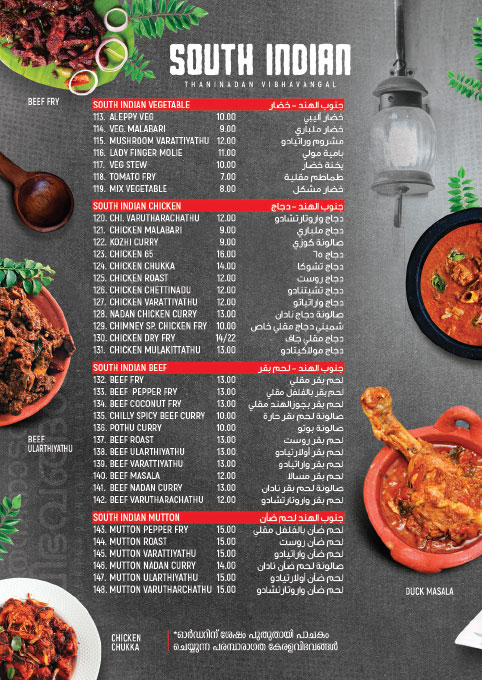 SOUTH INDIAN
THANINADAN VIBHAVANGAL
BEEF FRY
SOUTH INDIAN VEGETABLE جنوب الهند - خضار
113. ALEPPY VEG 10.00 خضار أليبي
114. VEG. MALABARI 9.00 خضار ملباري
115. MUSHROOM VARATTIYATHU 12.00 مشروم وراتيادو
116. LADY FINGER MOLIE 11.00 بامية مولي
117. VEG STEW 10.00 يخنة خضار
118. TOMATO FRY 7.00 طماطم مقلية
119. MIX VEGETABLE 8.00 خضار مشكل
SOUTH INDIAN CHICKEN جنوب الهند - دجاج
120. CHI. VARUTHARACHATHU 12.00 دجاج واروتارتشادو
121. CHICKEN MALABARI 9.00 دجاج ملباري
122. KOZHI CURRY 9.00 صالونة كوزي
123. CHICKEN 65 16.00 دجاج ٦٥
124. CHICKEN CHUKKA 14.00 دجاج تشوكا
125. CHICKEN ROAST 12.00 دجاج روست
126. CHICKEN CHETTINADU 12.00 دجاج تشيتنادو
127. CHICKEN VARATTIYATHU 12.00 دجاج واراتياتو
128. NADAN CHICKEN CURRY 13.00 صالونة دجاج نادان
129. CHIMNEY SP. CHICKEN FRY 10.00 شميني دجاج مقلي خاص
130. CHICKEN DRY FRY 14/22 دجاج مقلي جاف
131. CHICKEN MULAKITTATHU 13.00 دجاج مولاكيتادو
SOUTH INDIAN BEEF جنوب الهند - لحم بقر
132. BEEF FRY 13.00 لحم بقر مقلي
133. BEEF PEPPER FRY 13.00 لحم بقر بالفلفل مقلي
134. BEEF COCONUT FRY 13.00 لحم بقر بجوزالهند مقلي
135. CHILLY SPICY BEEF CURRY 10.00 صالونة لحم بقر حارة
136. POTHU CURRY 10.00 صالونة بوتو
137. BEEF ROAST 13.00 لحم بقر روست
138. BEEF ULARTHIYATHU 13.00 لحم بقر أولارتيادو
139. BEEF VARATTIYATHU 13.00 لحم بقر واراتيادو
140. BEEF MASALA 12.00 لحم بقر مسالا
141. BEEF NADAN CURRY 13.00 صالونة لحم بقر نادان
142. BEEF VARUTHARACHATHU 12.00 لحم بقر واروتارتشادو
BEEF
ULARTHIYATHU
SOUTH INDIAN MUTTON جنوب الهند لحم ضأن
143. MUTTON PEPPER FRY 15.00 لحم ضأن بالفلفل مقلي
144. MUTTON ROAST 15.00 لحم ضأن روست
145. MUTTON VARATTIYATHU 15.00 لحم ضأن واراتيادو
146. MUTTON NADAN CURRY 14.00 صالونة لحم ضأن نادان
147. MUTTON ULARTHIYATHU 15.00 لحم ضأن أولارتيادو
148. MUTTON VARUTHARCHATHU 15.00 لحم ضأن واروتارتشادو
DUCK MASALA
CHICKEN
CHUKKA
*ഓർഡറിന് ശേഷം പുതുതായി പാചകം
ചെയ്യുന്ന പരമ്പരാഗത കേരളവിഭവങ്ങൾ